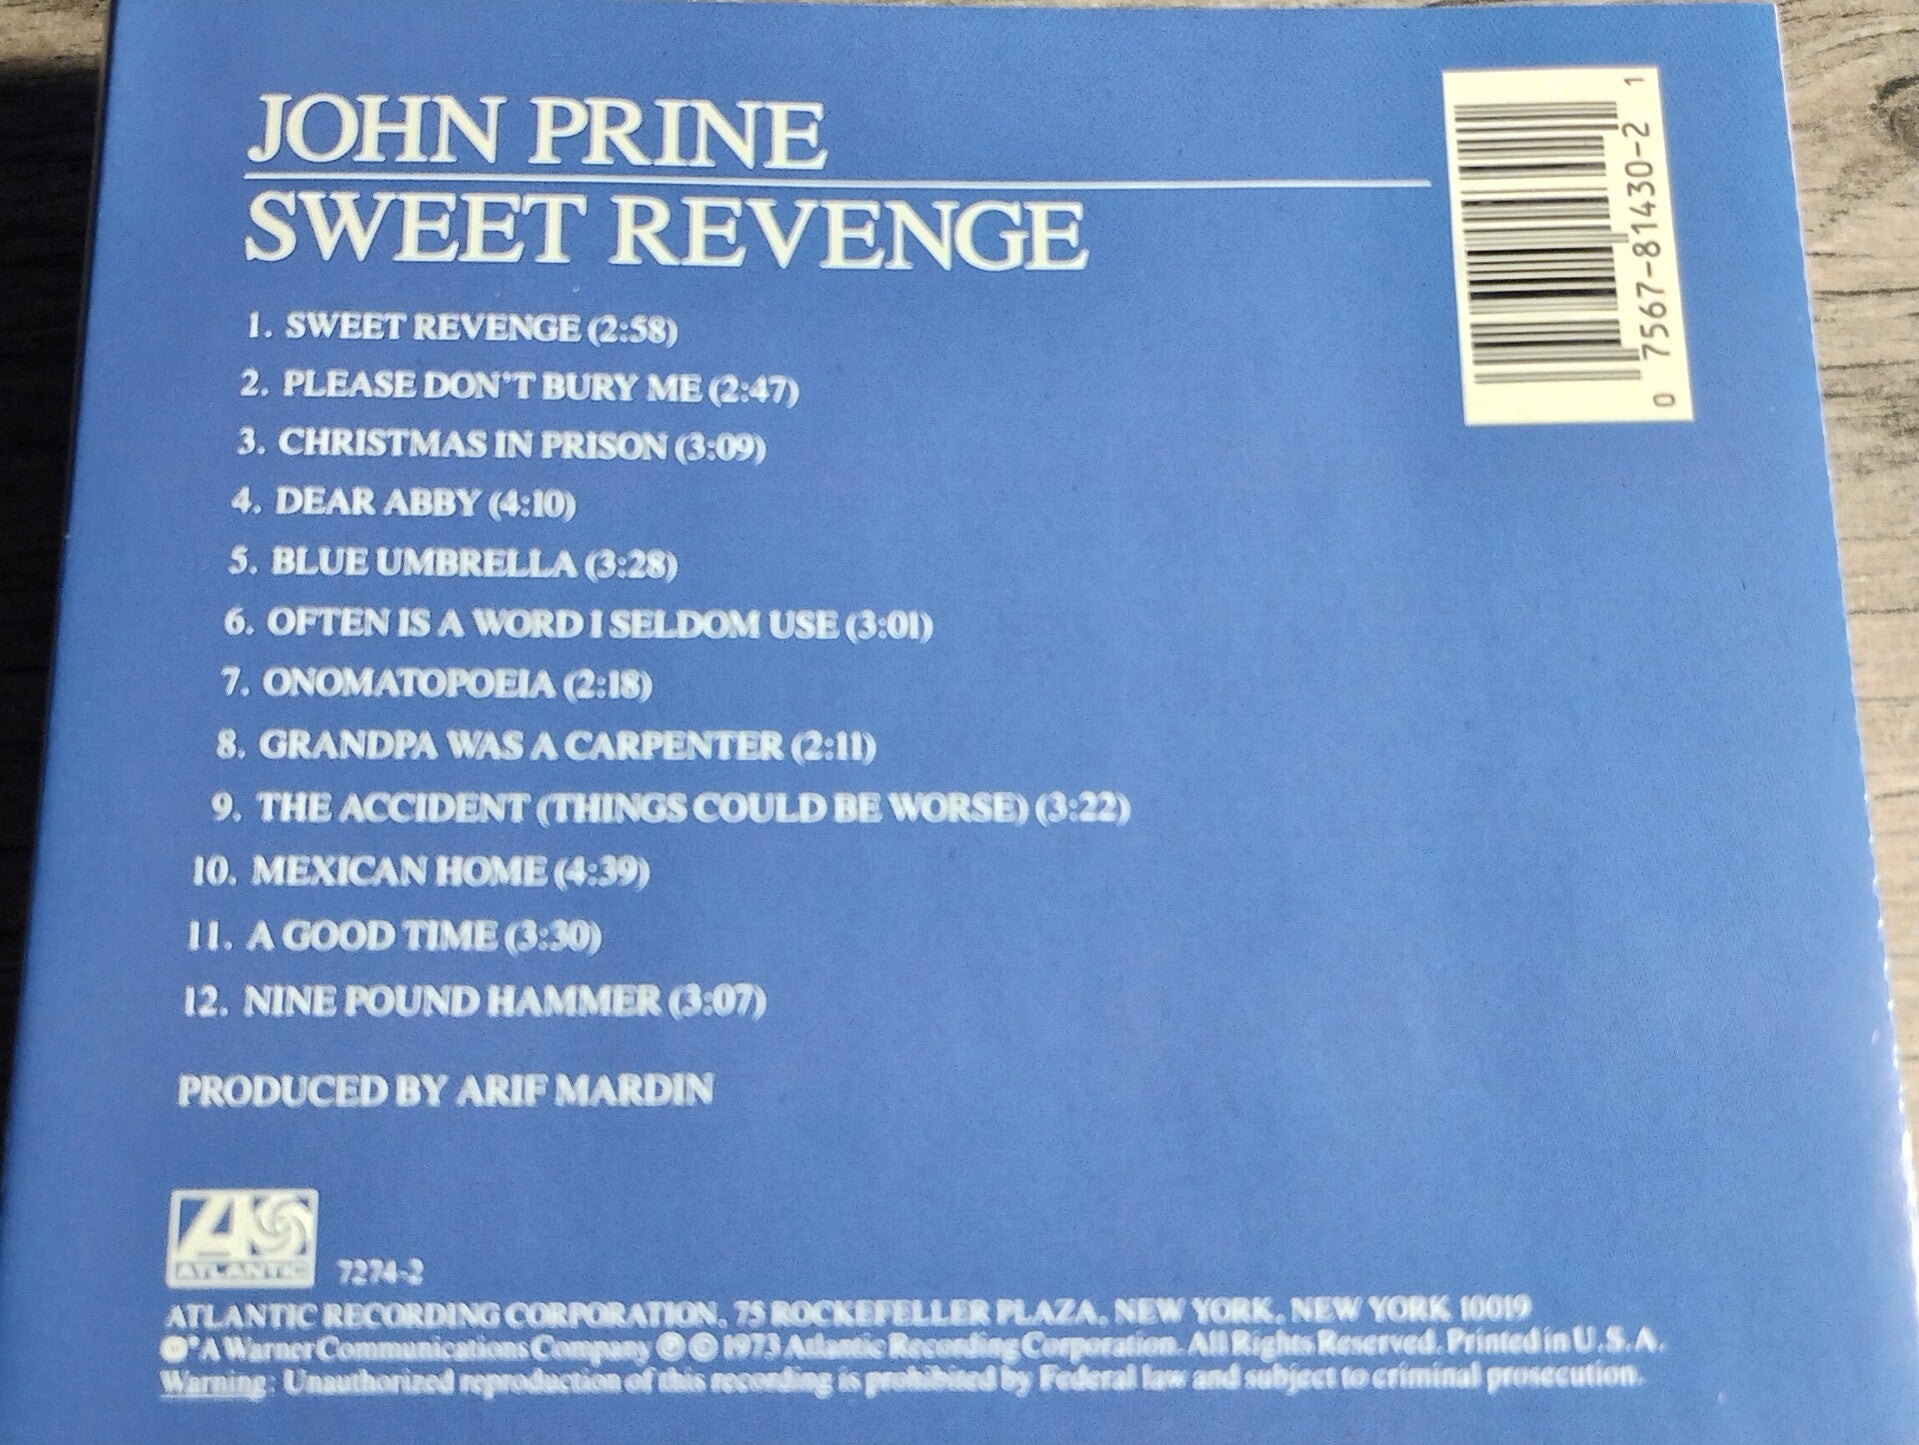 JOHN PRINE
SWEET REVENGE
1. SWEET REVENGE (2:58)
2. PLEASE DON'T BURY ME (2:47)
3. CHRISTMAS IN PRISON (3:09)
4. DEAR ABBY (4:10)
5. BLUE UMBRELLA (3:28)
6. OFTEN IS A WORD I SELDOM USE (3:01)
7. ONOMATOPOEIA (2:18)
8. GRANDPA WAS A CARPENTER (2:11)
9. THE ACCIDENT (THINGS COULD BE WORSE) (3:22)
10. MEXICAN HOME (4:39)
11. A GOOD TIME (3:30)
12. NINE POUND HAMMER (3:07)
PRODUCED BY ARIF MARDIN
ATLANTIC
7274-2
ATLANTIC RECORDING CORPORATION, 75 ROCKEFELLER PLAZA, NEW YORK, NEW YORK 10019
A Warner Communications Company ℗ © 1973 Atlantic Recording Corporation. All Rights Reserved. Printed in U.S.A.
Warning: Unauthorized reproduction of this recording is prohibited by Federal law and subject to criminal prosecution.
0 7567-81430-2 1